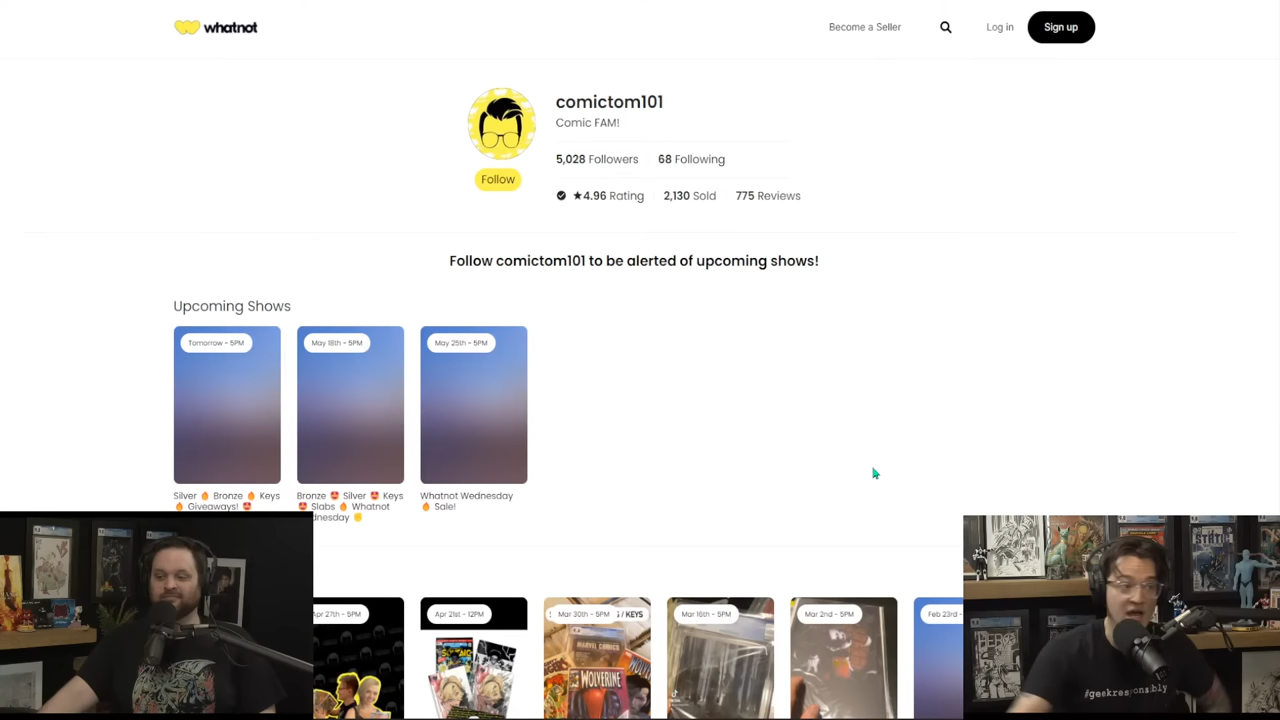 whatnot
Become a Seller
Log in
Sign up
comictom101
Comic FAM!
5,028 Followers
68 Following
Follow
★4.96 Rating
2,130 Sold
775 Reviews
Follow comictom101 to be alerted of upcoming shows!
Upcoming Shows
Tomorrow - 5PM
May 18th - 5PM
May 25th - 5PM
Silver 🔥 Bronze 🔥 Keys
🔥 Giveaways! 🤩
Bronze 🤩 Silver 🤩 Keys
🤩 Slabs 🔥 Whatnot
dnesday ✊
Whatnot Wednesday
🔥 Sale!
Apr 27th - 5PM
Apr 21st - 12PM
Mar 30th - 5PM
/ KEYS
Mar 16th - 5PM
Mar 2nd - 5PM
Feb 23rd -
MARVEL COMICS
WOLVERINE
#geekresponsibly